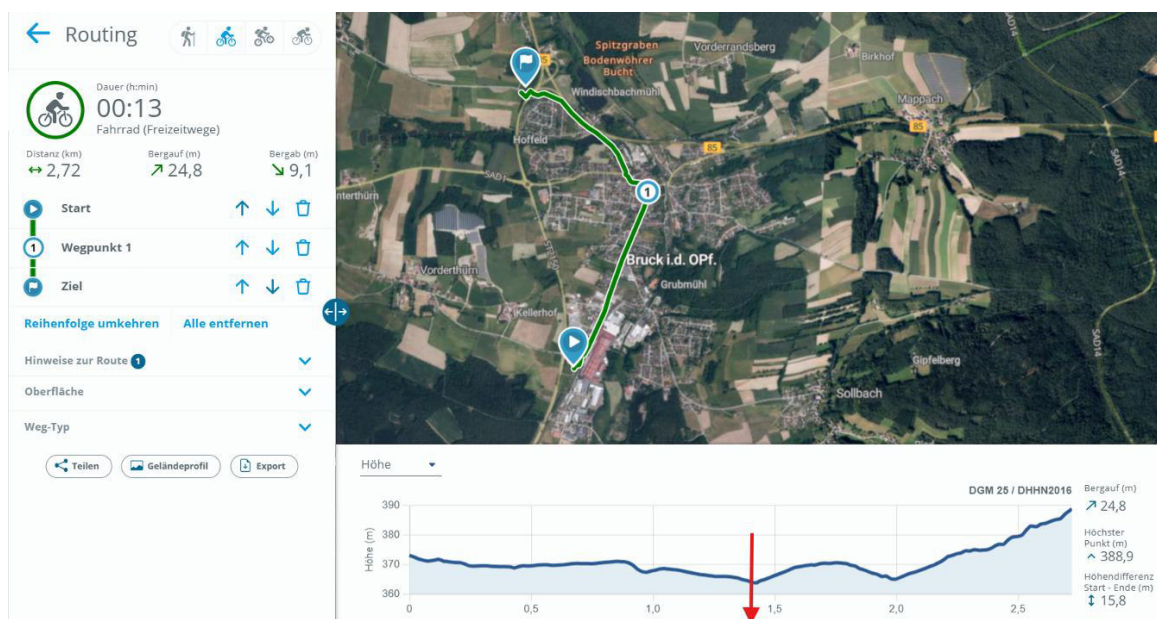 Routing
Dauer (h:min)
00:13
Fahrrad (Freizeitwege)
Distanz (km) Bergauf (m) Bergab (m)
2,72 24,8 9,1
Start
1 Wegpunkt 1
Ziel
Reihenfolge umkehren Alle entfernen
Hinweise zur Route 1
Oberfläche
Weg-Typ
Teilen Geländeprofil Export
Spitzgraben
Bodenwöhrer
Bucht
Vorderrandsberg
Birkhof
SAD14
85
Windischbachmühl
Mappach
85
Hoffeld
85
SAD1
SAD14
1
Bruck i.d. OPf.
Grubmühl
Vorderthürn
Kellerhof
Gipfelberg
SAD14
Sollbach
Höhe
DGM 25 / DHHN2016
Höhe (m)
390
380
370
360
0 0,5 1,0 1,5 2,0 2,5
Bergauf (m)
24,8
Höchster
Punkt (m)
388,9
Höhendifferenz
Start - Ende (m)
15,8